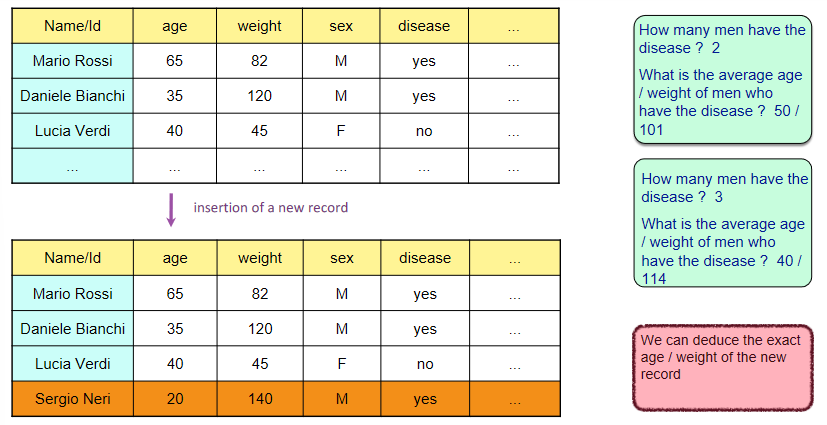 Name/Id age weight sex disease ...
Mario Rossi 65 82 M yes ...
Daniele Bianchi 35 120 M yes ...
Lucia Verdi 40 45 F no ...
... ... ... ... ... ...
insertion of a new record
Name/Id age weight sex disease ...
Mario Rossi 65 82 M yes ...
Daniele Bianchi 35 120 M yes ...
Lucia Verdi 40 45 F no ...
Sergio Neri 20 140 M yes ...
How many men have the
disease ? 2
What is the average age
/ weight of men who
have the disease ? 50 /
101
How many men have the
disease ? 3
What is the average age
/ weight of men who
have the disease ? 40 /
114
We can deduce the exact
age / weight of the new
record